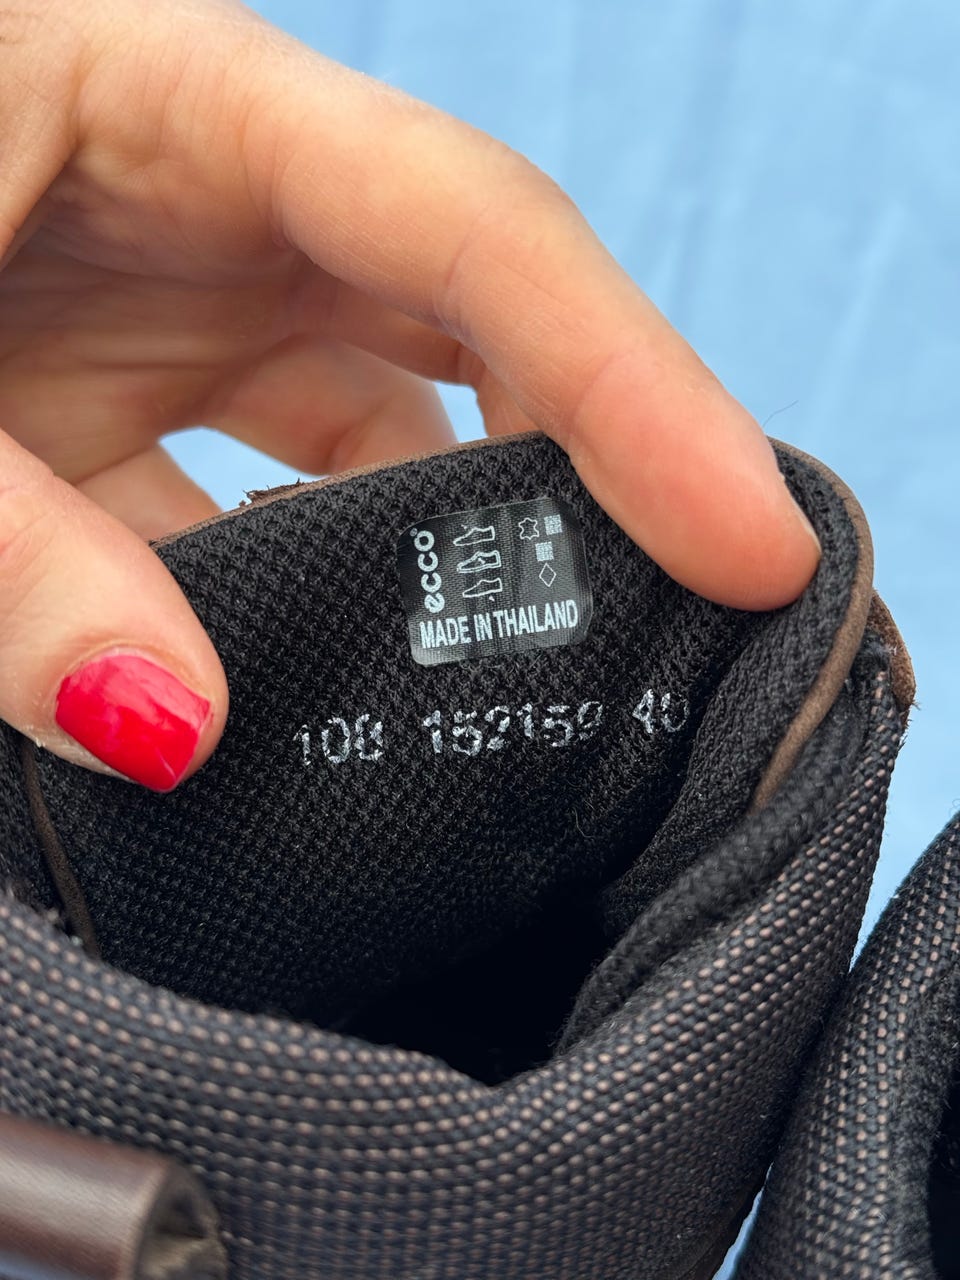 ecco
MADE IN THAILAND
108 152159 40